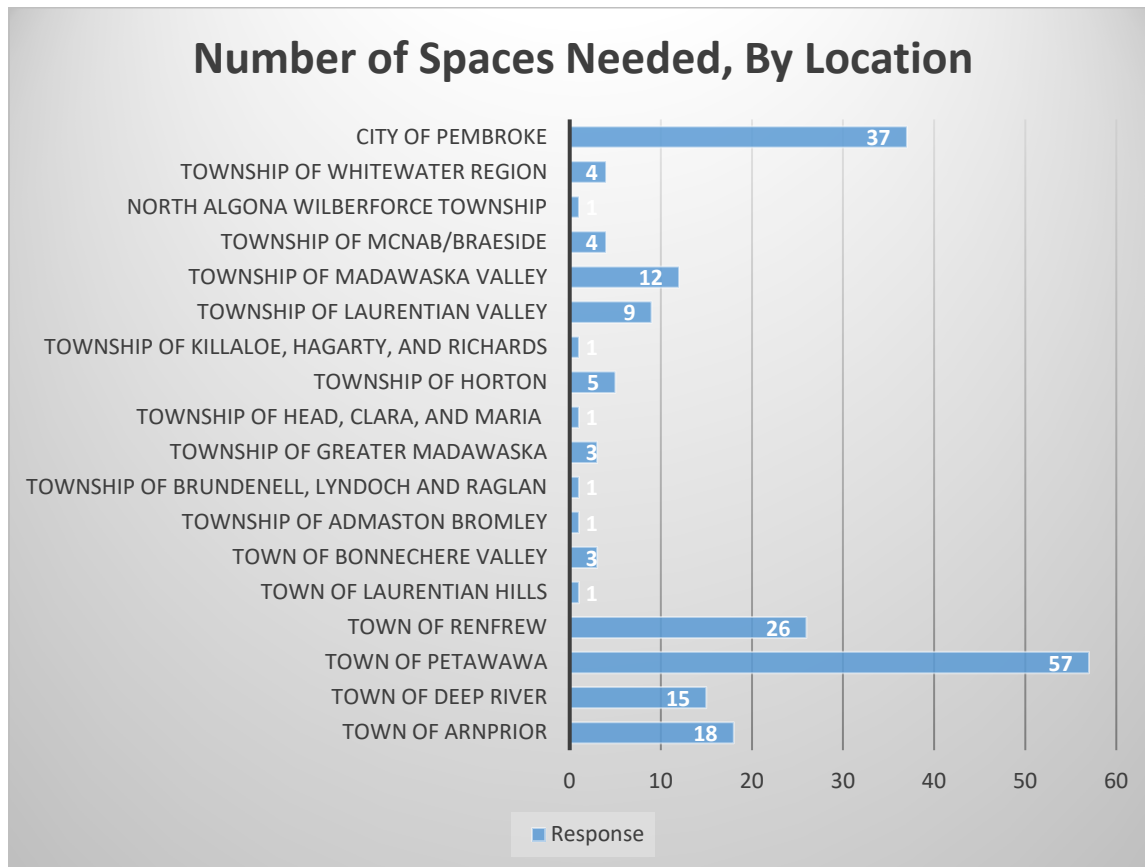 Number of Spaces Needed, By Location
CITY OF PEMBROKE 37
TOWNSHIP OF WHITEWATER REGION 4
NORTH ALGONA WILBERFORCE TOWNSHIP 1
TOWNSHIP OF MCNAB/BRAESIDE 4
TOWNSHIP OF MADAWASKA VALLEY 12
TOWNSHIP OF LAURENTIAN VALLEY 9
TOWNSHIP OF KILLALOE, HAGARTY, AND RICHARDS 1
TOWNSHIP OF HORTON 5
TOWNSHIP OF HEAD, CLARA, AND MARIA 1
TOWNSHIP OF GREATER MADAWASKA 3
TOWNSHIP OF BRUNDENELL, LYNDOCH AND RAGLAN 1
TOWNSHIP OF ADMASTON BROMLEY 1
TOWN OF BONNECHERE VALLEY 3
TOWN OF LAURENTIAN HILLS 1
TOWN OF RENFREW 26
TOWN OF PETAWAWA 57
TOWN OF DEEP RIVER 15
TOWN OF ARNPRIOR 18
0 10 20 30 40 50 60
Response